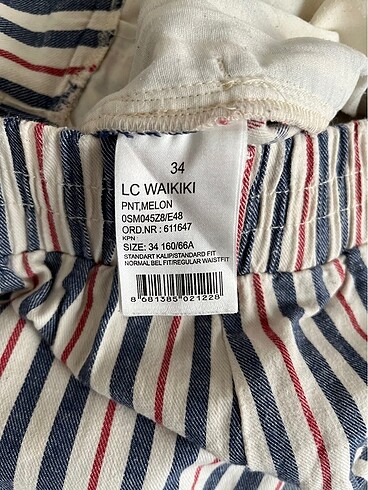 34
LC WAIKIKI
PNT,MELON
0SM045Z8/E48
ORD.NR : 611647
KPN :
SIZE: 34 160/66A
STANDART KALIP/STANDARD FIT
NORMAL BEL FIT/REGULAR WAISTFIT
8 681385 021228